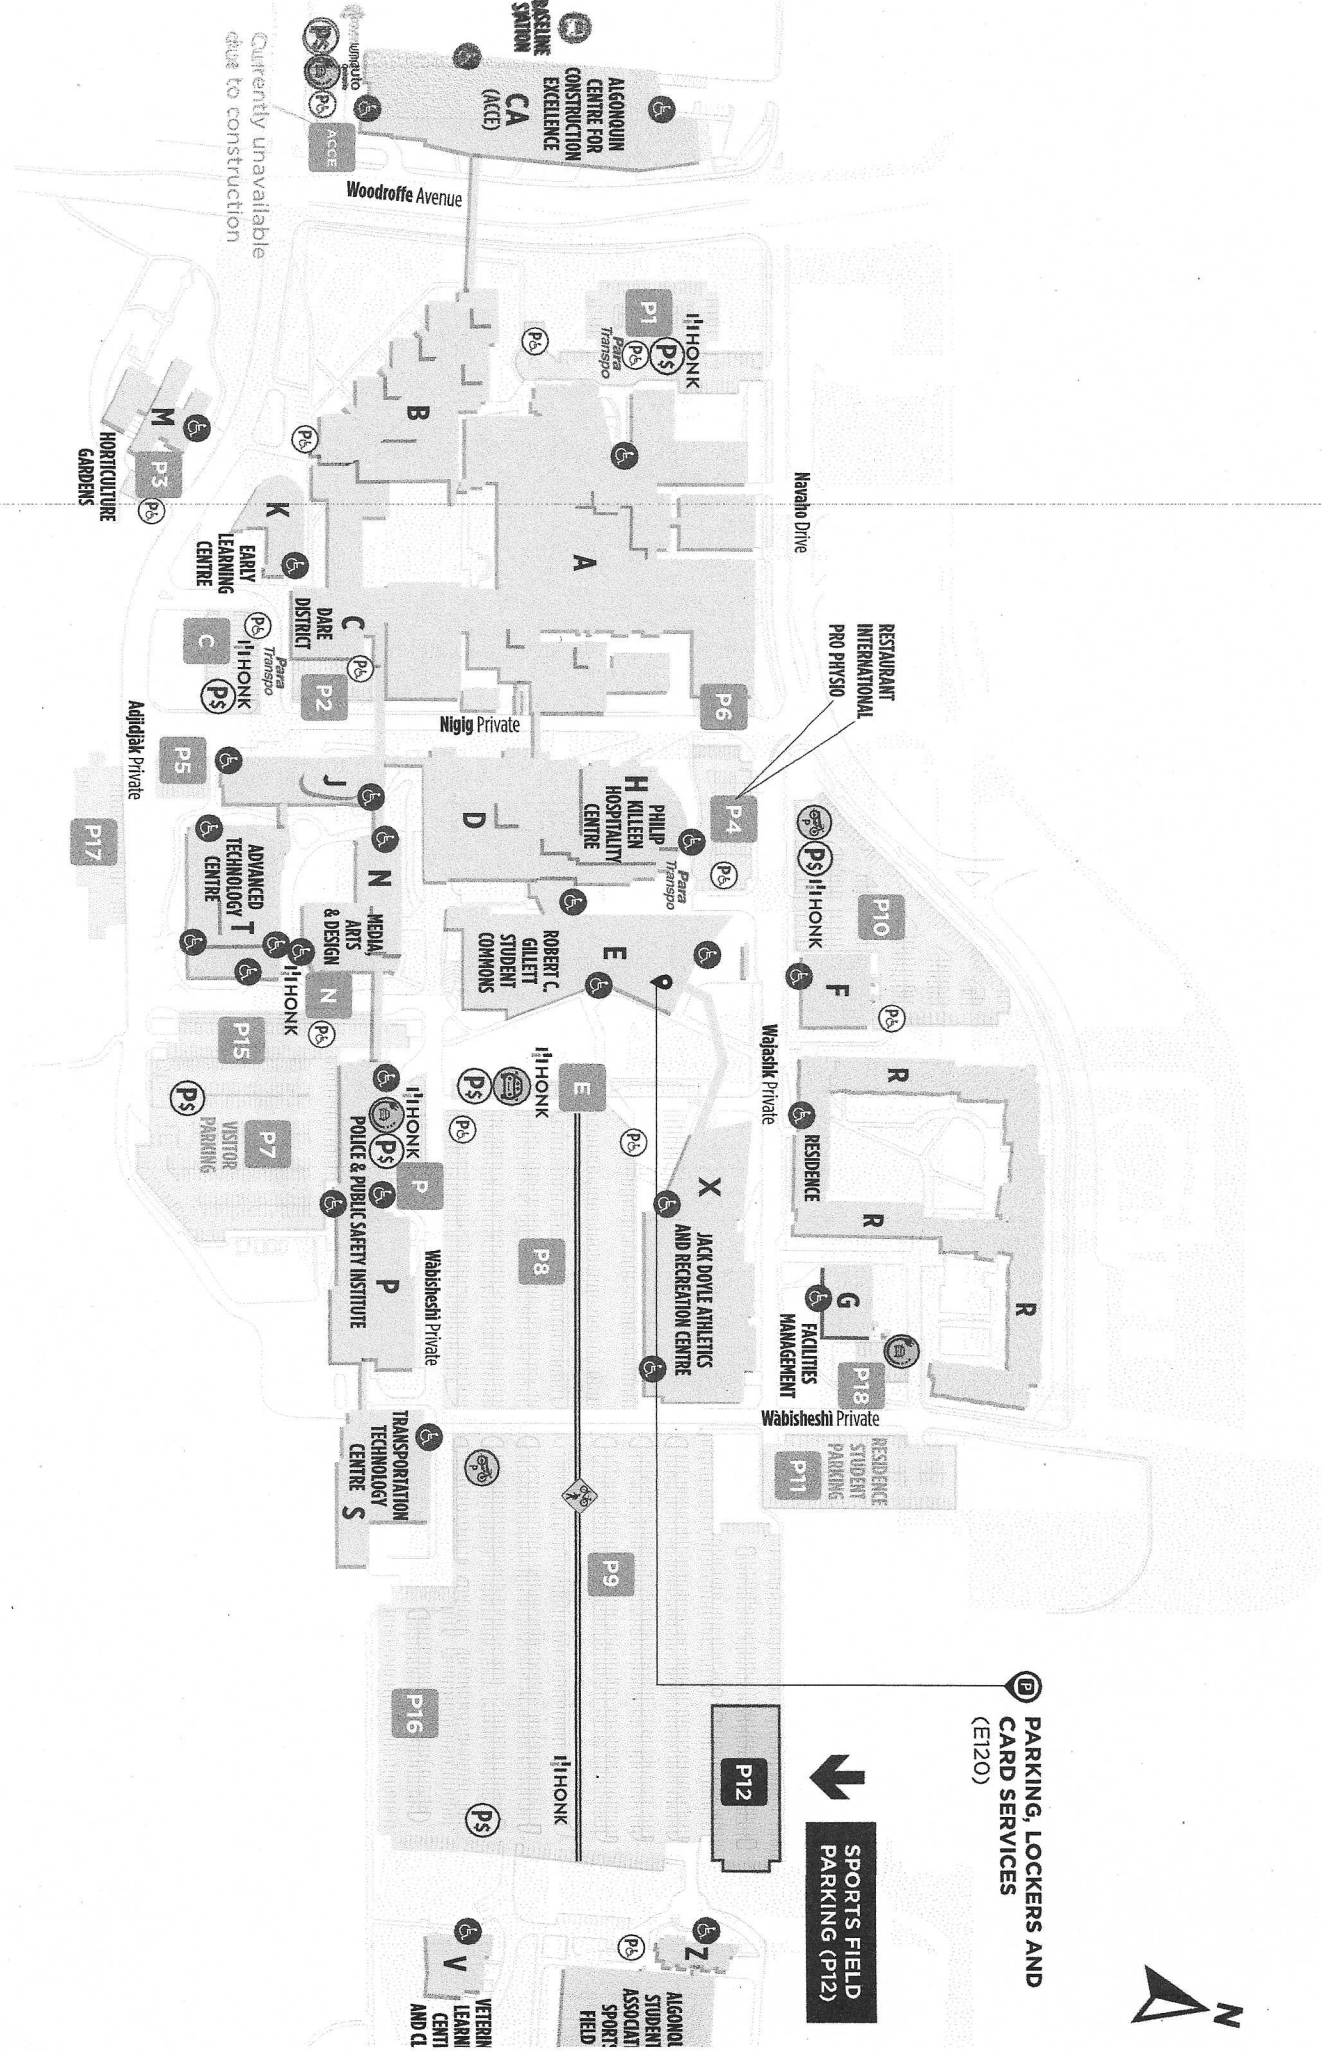 BASELINE
STATION
ALGONQUIN
CENTRE FOR
CONSTRUCTION
EXCELLENCE
CA
(ACCE)
P$
P
ACCE
Currently unavailable
due to construction
Woodroffe Avenue
P1
HONK
P$
P
Para
Transpo
P
B
P
M
P3
P
HORTICULTURE
GARDENS
K
EARLY
LEARNING
CENTRE
A
Navaho Drive
C
DARE
DISTRICT
P
P2
C
P
HONK
Para
Transpo
P$
Nigig Private
P6
RESTAURANT
INTERNATIONAL
PRO PHYSIO
P4
P
Adjidjàk Private
P5
P17
J
D
H
PHILIP
KILLEEN
HOSPITALITY
CENTRE
Para
Transpo
P
P$
HONK
P10
N
MEDIA,
ARTS
& DESIGN
ADVANCED
TECHNOLOGY
CENTRE
T
HONK
N
P
E
ROBERT C.
GILLETT
STUDENT
COMMONS
F
P
Wajashk Private
P15
P$
P7
VISITOR
PARKING
HONK
P$
P
POLICE & PUBLIC SAFETY INSTITUTE
P
Wàbisheshi Private
HONK
E
P$
P
P
P8
X
JACK DOYLE ATHLETICS
AND RECREATION CENTRE
R
R
R
RESIDENCE
G
FACILITIES
MANAGEMENT
P18
Wàbisheshi Private
P11
RESIDENCE
STUDENT
PARKING
TRANSPORTATION
TECHNOLOGY
CENTRE
S
P
P9
P16
HONK
P$
P12
SPORTS FIELD
PARKING (P12)
P
PARKING, LOCKERS AND
CARD SERVICES
(E120)
V
Z
P
N